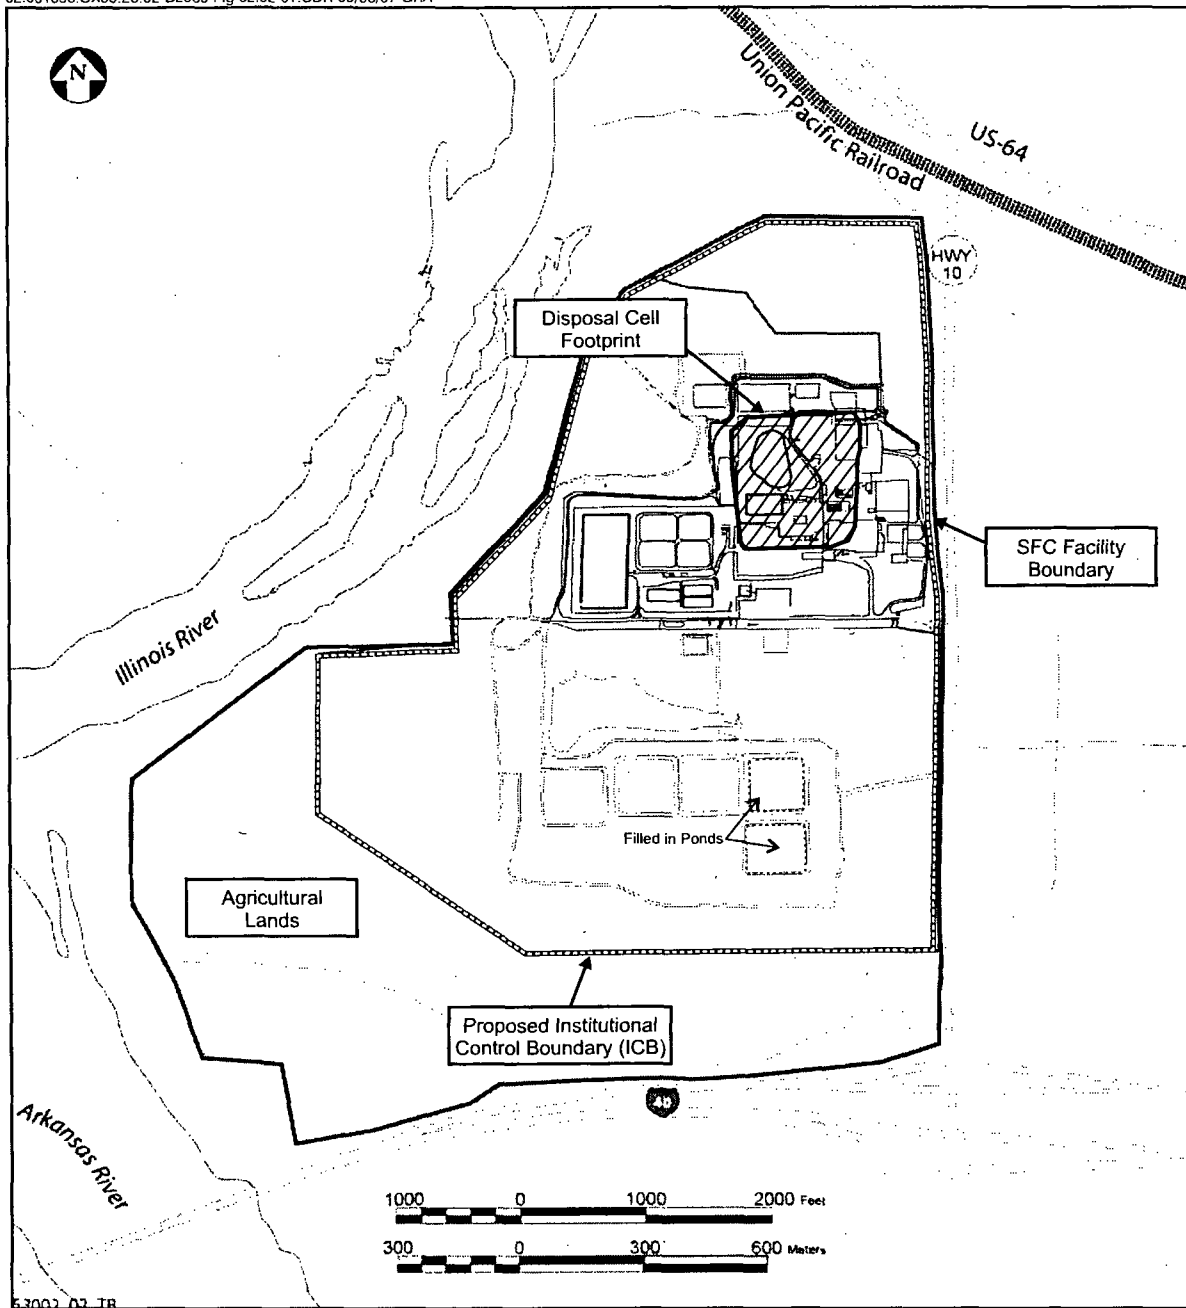 N
Union Pacific Railroad
US-64
HWY
10
Disposal Cell
Footprint
SFC Facility
Boundary
Illinois River
Filled in Ponds
Agricultural
Lands
Proposed Institutional
Control Boundary (ICB)
40
Arkansas River
1000 0 1000 2000 Feet
300 0 300 600 Meters